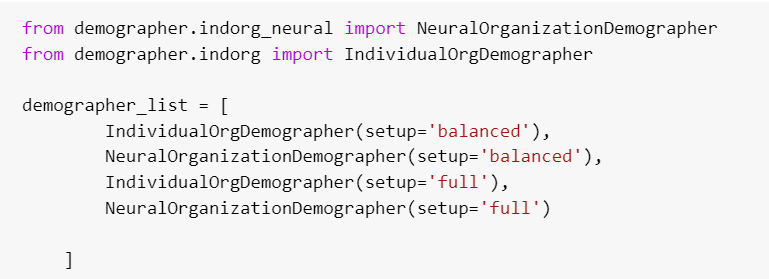 from demographer.indorg_neural import NeuralOrganizationDemographer
from demographer.indorg import IndividualOrgDemographer

demographer_list = [
        IndividualOrgDemographer(setup='balanced'),
        NeuralOrganizationDemographer(setup='balanced'),
        IndividualOrgDemographer(setup='full'),
        NeuralOrganizationDemographer(setup='full')

    ]